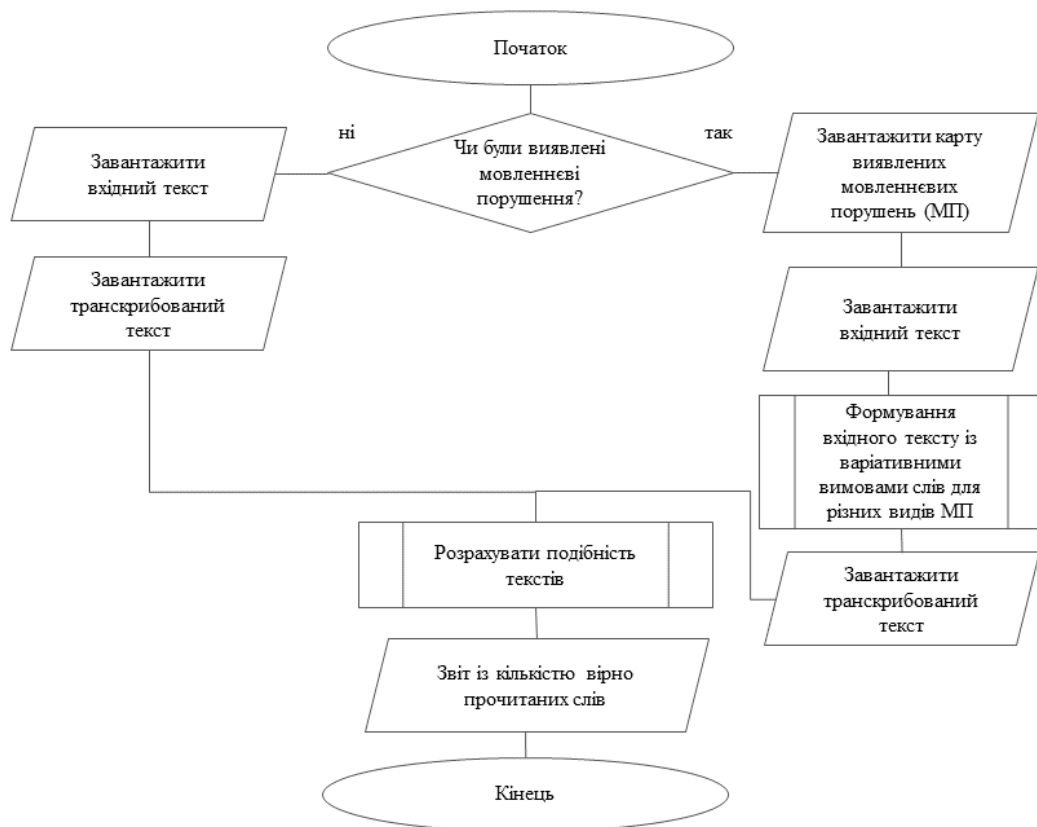 Початок
ні
Чи були виявлені
мовленнєві
порушення?
так
Завантажити
вхідний текст
Завантажити
транскрибований
текст
Завантажити карту
виявлених
мовленнєвих
порушень (МП)
Завантажити
вхідний текст
Формування
вхідного тексту із
варіативними
вимовами слів для
різних видів МП
Завантажити
транскрибований
текст
Розрахувати подібність
текстів
Звіт із кількістю вірно
прочитаних слів
Кінець